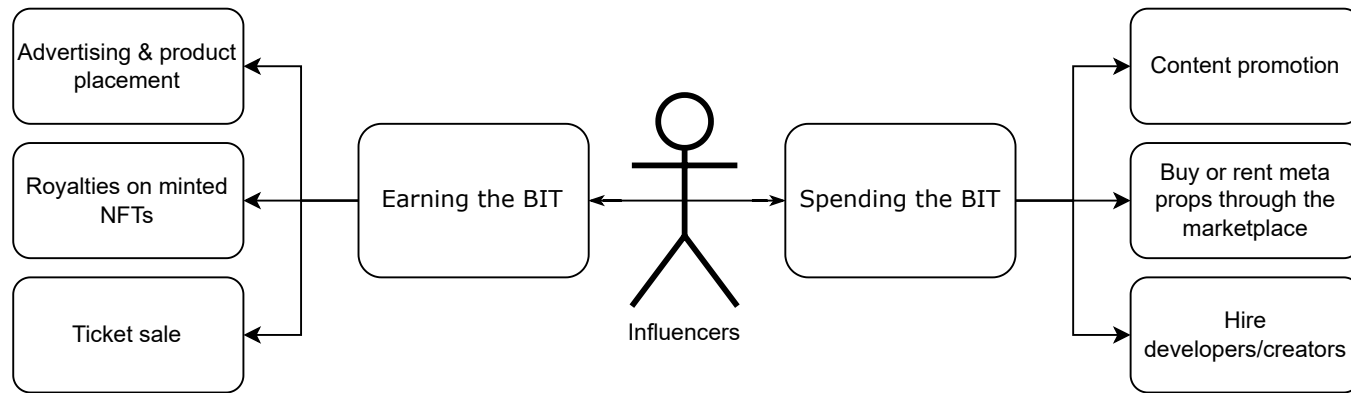 Advertising & product
placement
Royalties on minted
NFTs
Ticket sale
Earning the BIT
Influencers
Spending the BIT
Content promotion
Buy or rent meta
props through the
marketplace
Hire
developers/creators